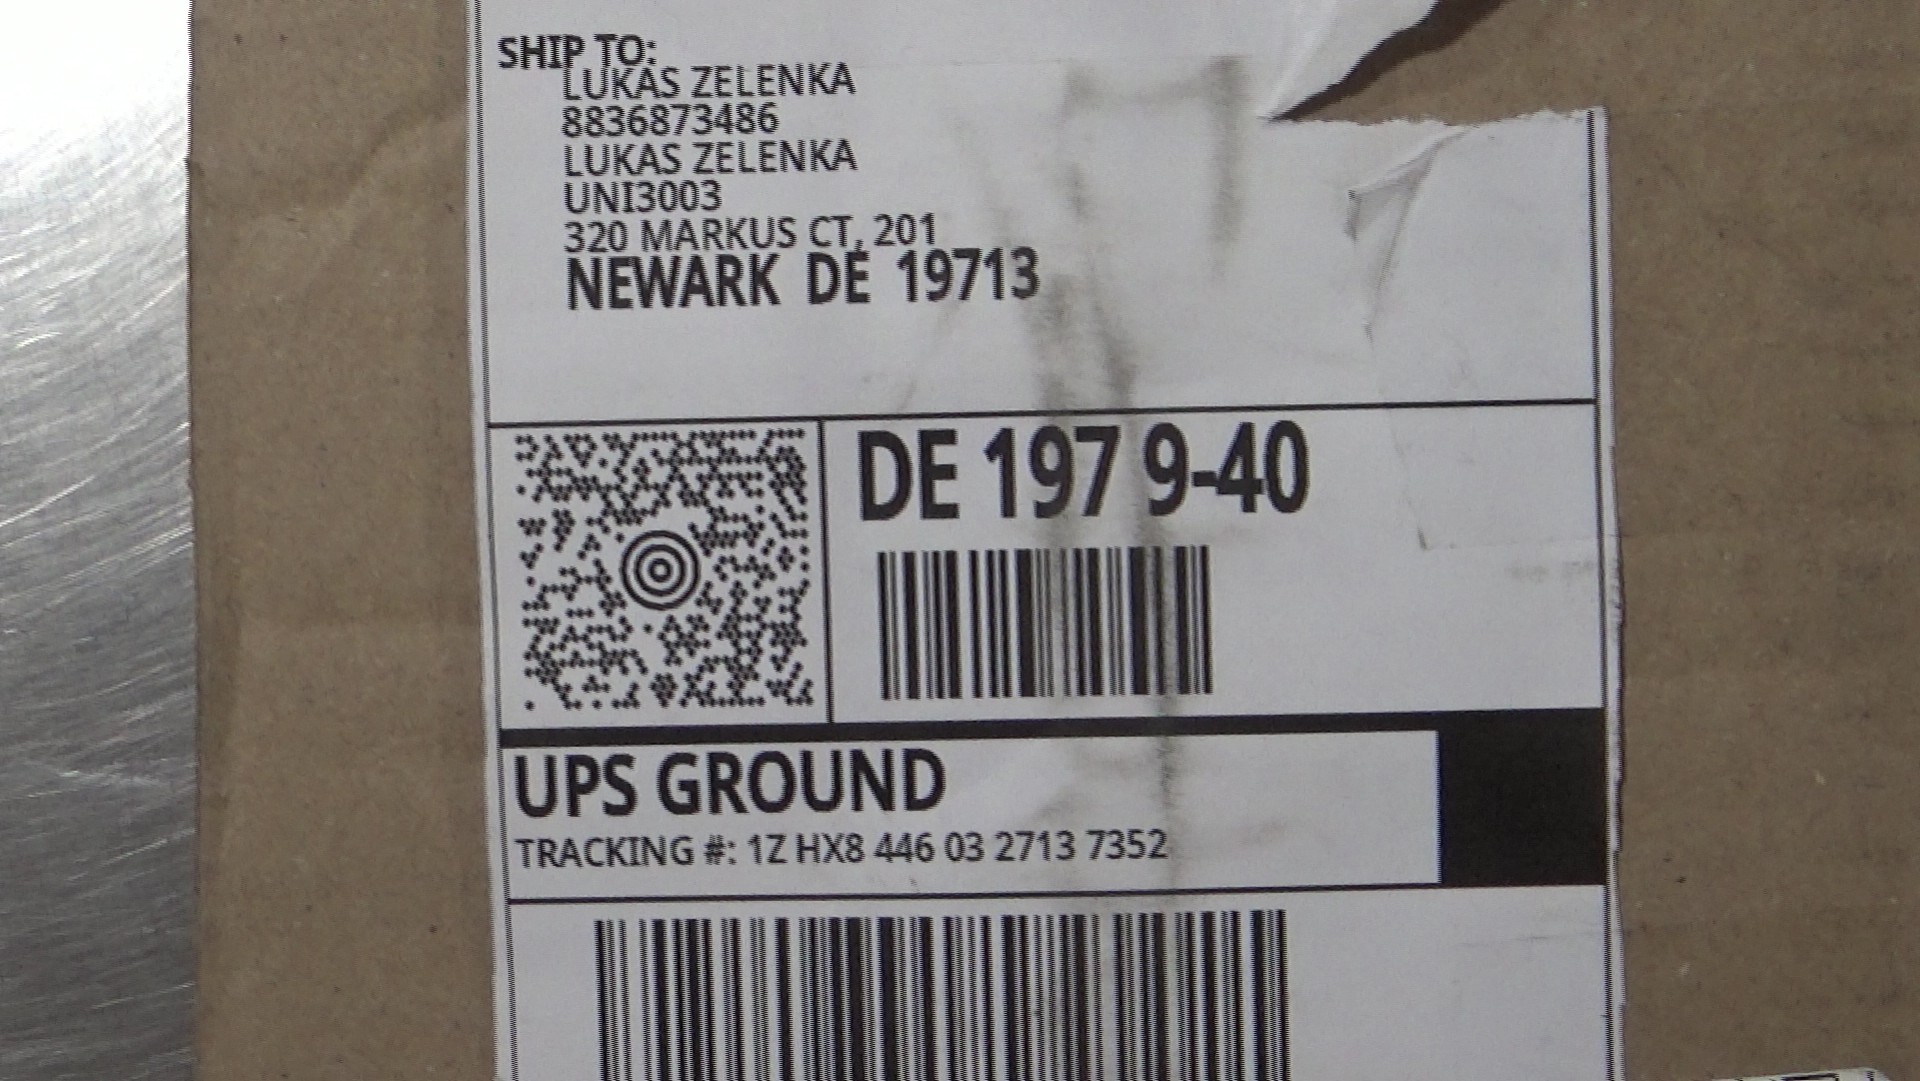 SHIP TO:
LUKAS ZELENKA
8836873486
LUKAS ZELENKA
UNI3003
320 MARKUS CT, 201
NEWARK DE 19713
DE 197 9-40
UPS GROUND
TRACKING #: 1Z HX8 446 03 2713 7352